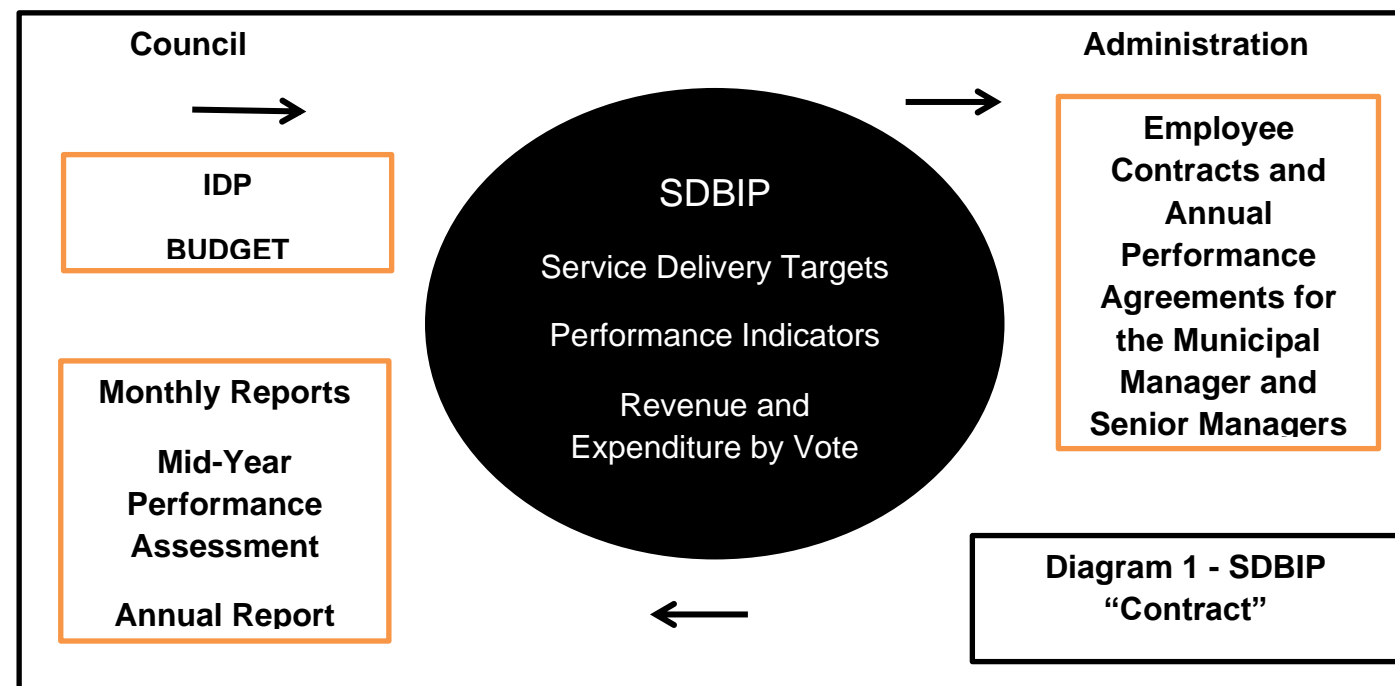 Council
Administration
IDP
BUDGET
Monthly Reports
Mid-Year
Performance
Assessment
Annual Report
SDBIP
Service Delivery Targets
Performance Indicators
Revenue and
Expenditure by Vote
Employee
Contracts and
Annual
Performance
Agreements for
the Municipal
Manager and
Senior Managers
Diagram 1 - SDBIP
“Contract”